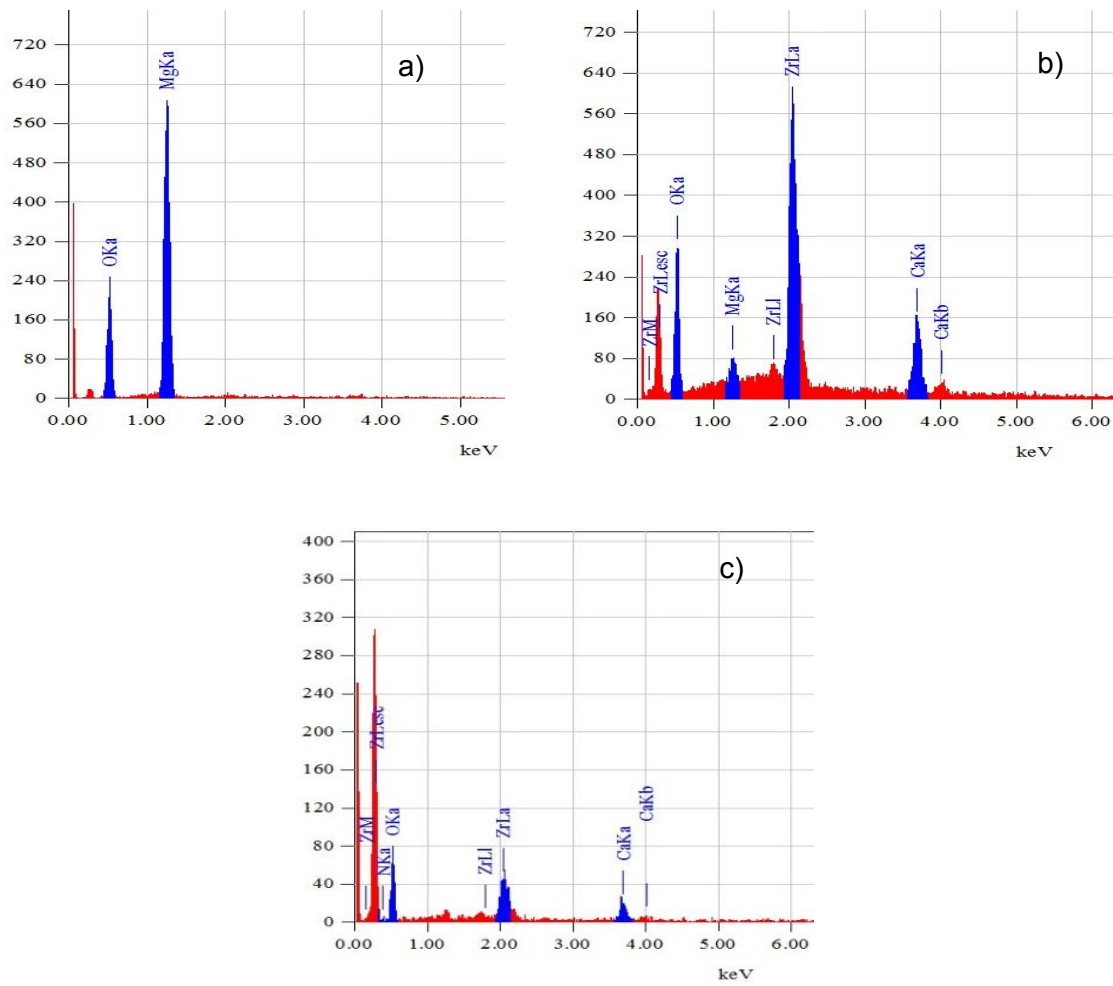 a)
720
640
560
480
400
320
240
160
80
0
OKa
MgKa
0.00 1.00 2.00 3.00 4.00 5.00
keV
b)
720
640
560
480
400
320
240
160
80
0
ZrM
ZrLesc
OKa
MgKa
ZrLl
ZrLa
CaKa
CaKb
0.00 1.00 2.00 3.00 4.00 5.00 6.00
keV
c)
400
360
320
280
240
200
160
120
80
40
0
ZrM
ZrLesc
NKa
OKa
ZrLl
ZrLa
CaKa
CaKb
0.00 1.00 2.00 3.00 4.00 5.00 6.00
keV